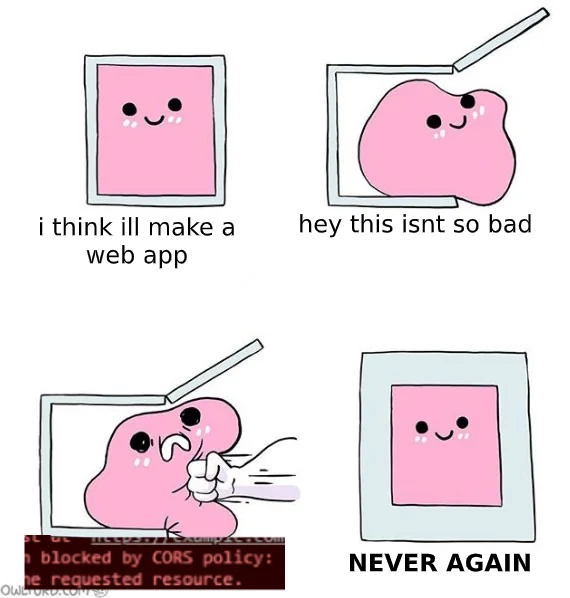 i think ill make a
web app
hey this isnt so bad
blocked by CORS policy:
requested resource.
NEVER AGAIN